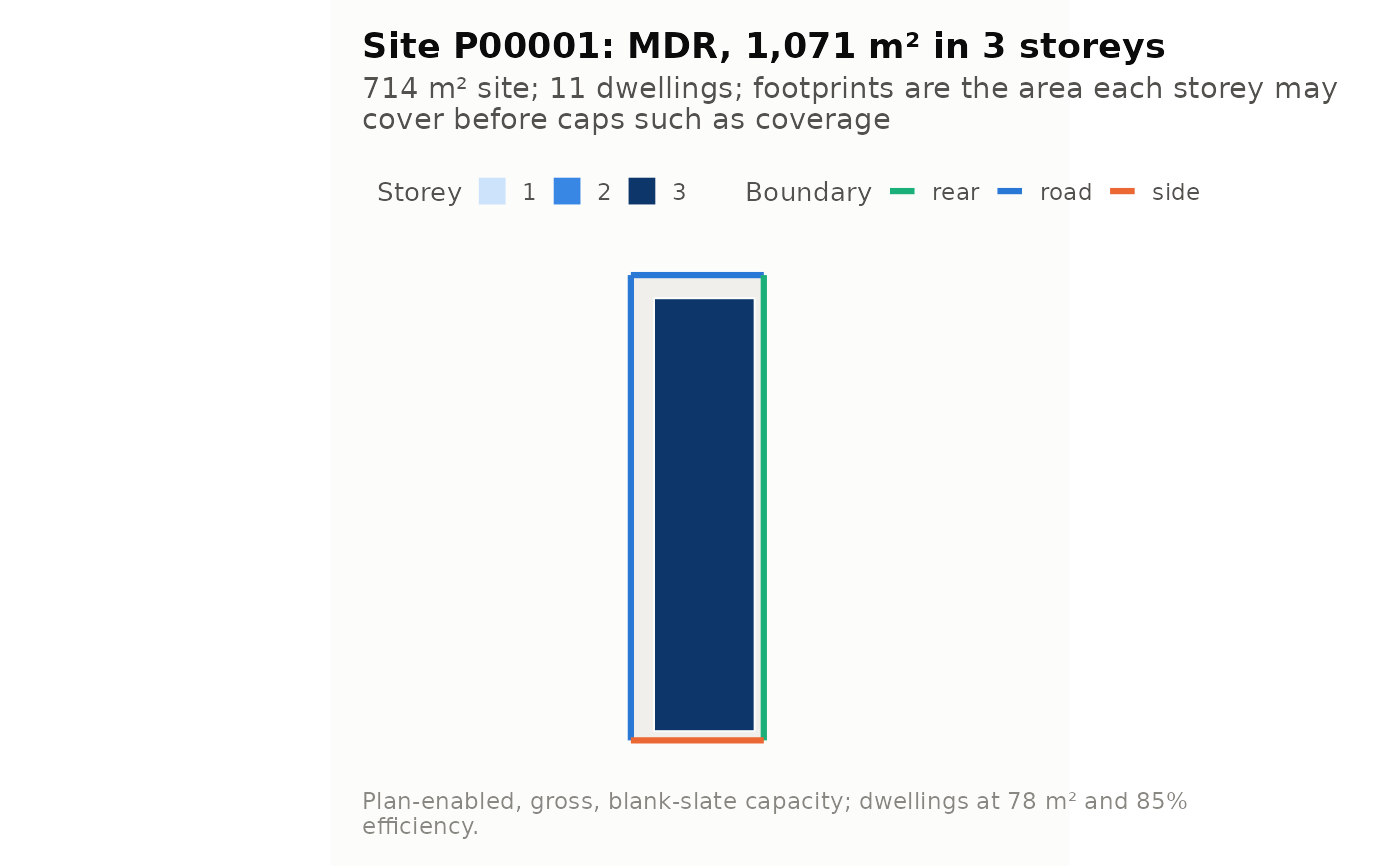 Site P00001: MDR, 1,071 m² in 3 storeys
714 m² site; 11 dwellings; footprints are the area each storey may
cover before caps such as coverage
Storey 1 2 3 Boundary rear road side
Plan-enabled, gross, blank-slate capacity; dwellings at 78 m² and 85%
efficiency.